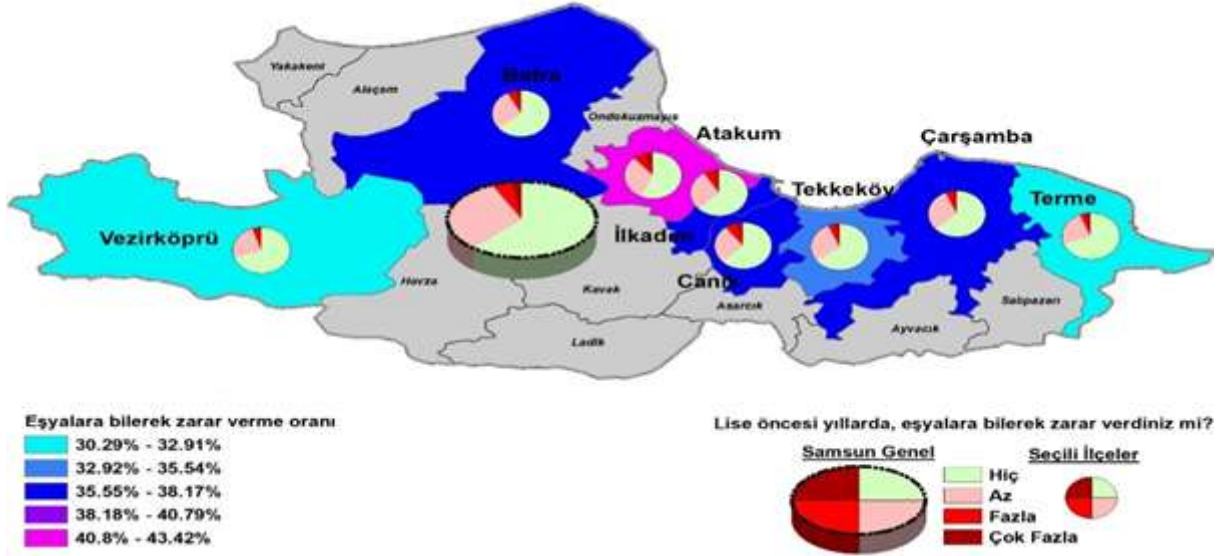 Yakakent
Alaçam
Bafra
Ondokuzmayıs
Atakum
Çarşamba
Tekkeköy
Terme
Vezirköprü
İlkadım
Canik
Havza
Kavak
Asarcık
Salıpazarı
Ayvacık
Ladik
Eşyalara bilerek zarar verme oranı
30.29% - 32.91%
32.92% - 35.54%
35.55% - 38.17%
38.18% - 40.79%
40.8% - 43.42%
Lise öncesi yıllarda, eşyalara bilerek zarar verdiniz mi?
Samsun Genel
Seçili İlçeler
Hiç
Az
Fazla
Çok Fazla